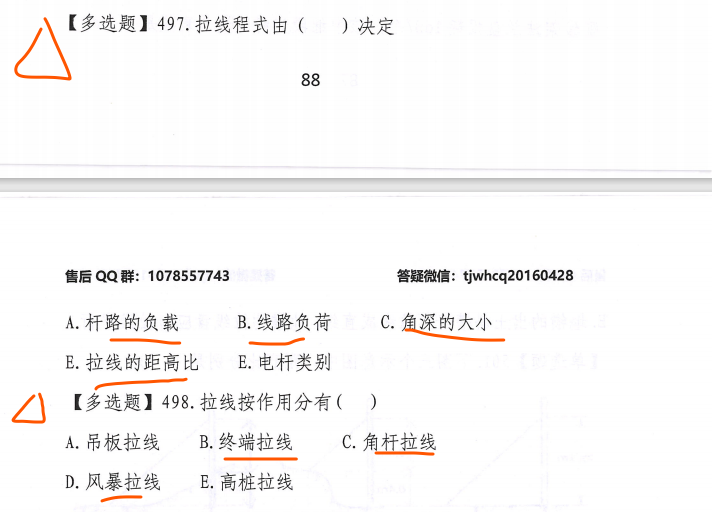 【多选题】497.拉线程式由（ ）决定
88
售后 QQ 群：1078557743 答疑微信：tjwhcq20160428
A.杆路的负载 B.线路负荷 C.角深的大小
E.拉线的距高比 E.电杆类别
【多选题】498.拉线按作用分有( )
A.吊板拉线 B.终端拉线 C.角杆拉线
D.风暴拉线 E.高桩拉线